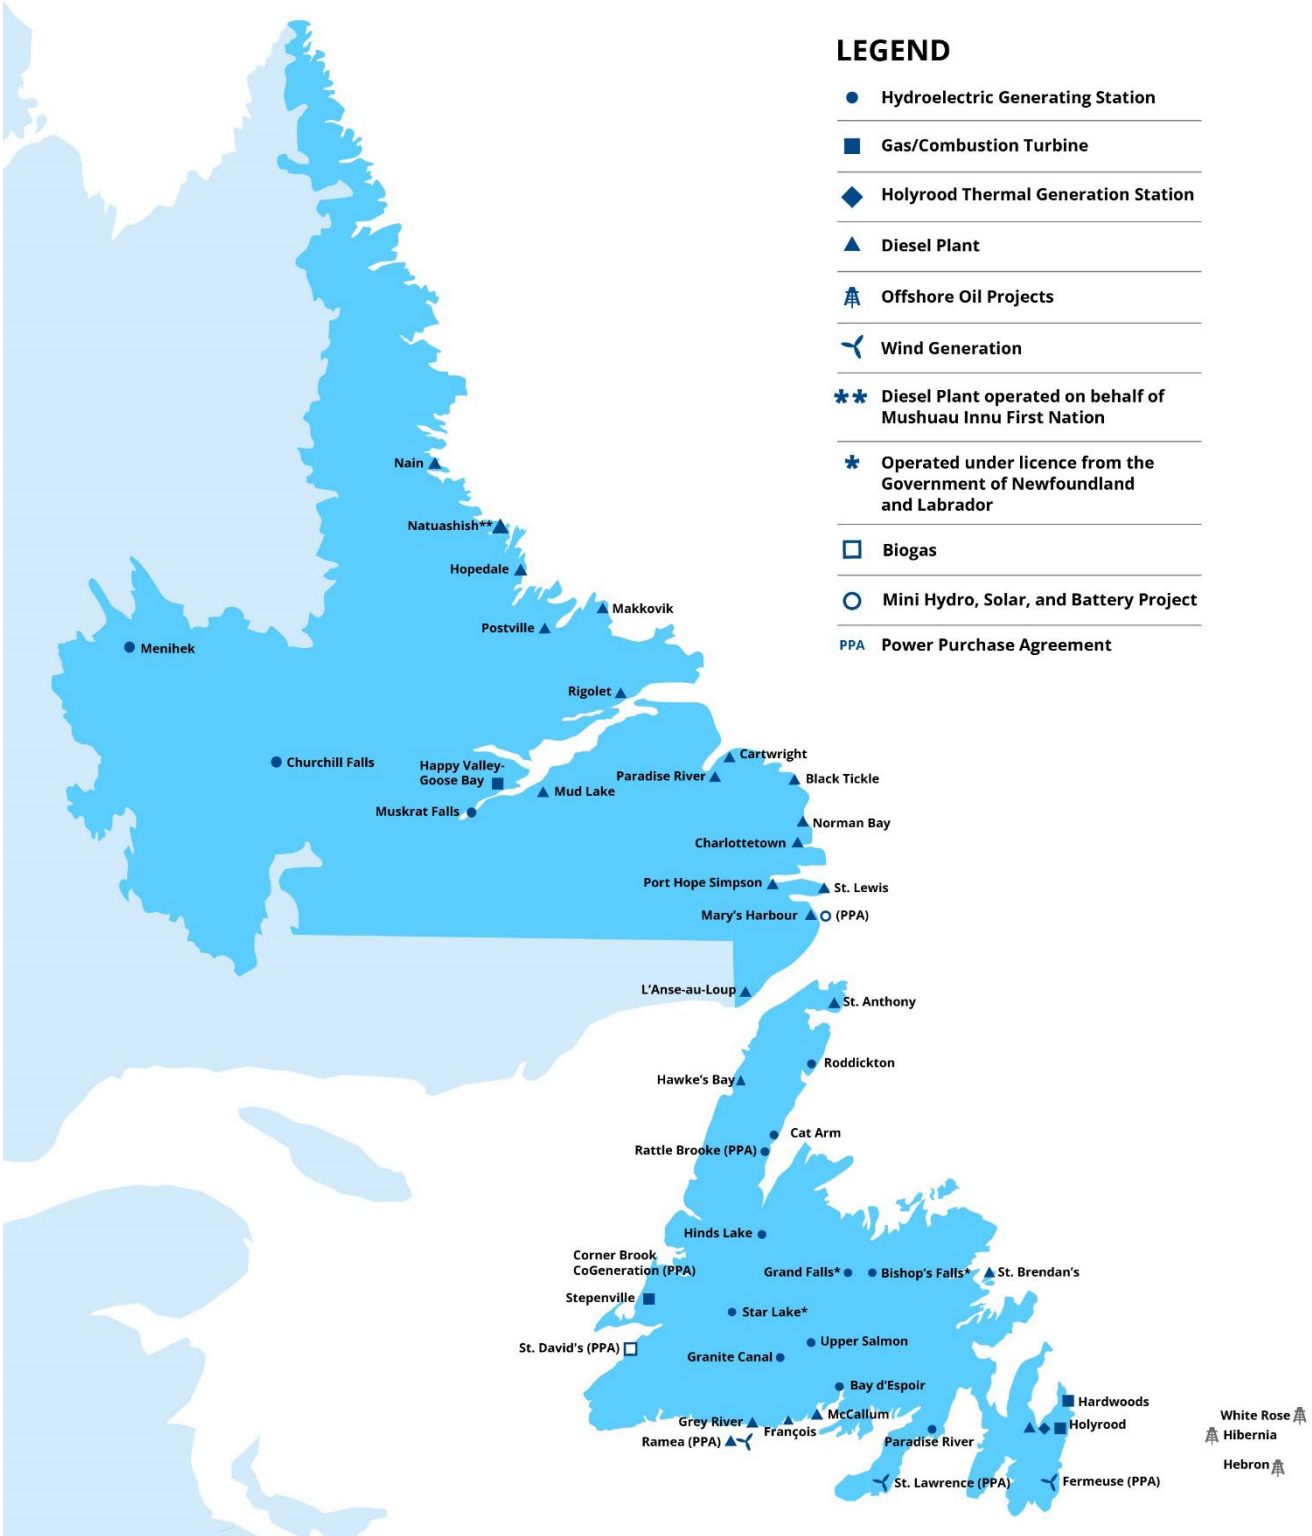 LEGEND
Hydroelectric Generating Station
Gas/Combustion Turbine
Holyrood Thermal Generation Station
Diesel Plant
Offshore Oil Projects
Wind Generation
** Diesel Plant operated on behalf of
Mushuau Innu First Nation
* Operated under licence from the
Government of Newfoundland
and Labrador
Biogas
Mini Hydro, Solar, and Battery Project
PPA Power Purchase Agreement
Nain
Natuashish**
Hopedale
Makkovik
Postville
Menihek
Rigolet
Cartwright
Churchill Falls
Happy Valley-
Goose Bay
Paradise River
Black Tickle
Mud Lake
Muskrat Falls
Norman Bay
Charlottetown
Port Hope Simpson
St. Lewis
Mary's Harbour
(PPA)
L'Anse-au-Loup
St. Anthony
Roddickton
Hawke's Bay
Cat Arm
Rattle Brooke (PPA)
Hinds Lake
Corner Brook
CoGeneration (PPA)
Grand Falls*
Bishop's Falls*
St. Brendan's
Stepenville
Star Lake*
Upper Salmon
St. David's (PPA)
Granite Canal
Bay d'Espoir
Hardwoods
McCallum
Grey River
François
Holyrood
White Rose
Hibernia
Ramea (PPA)
Paradise River
Hebron
St. Lawrence (PPA)
Fermeuse (PPA)